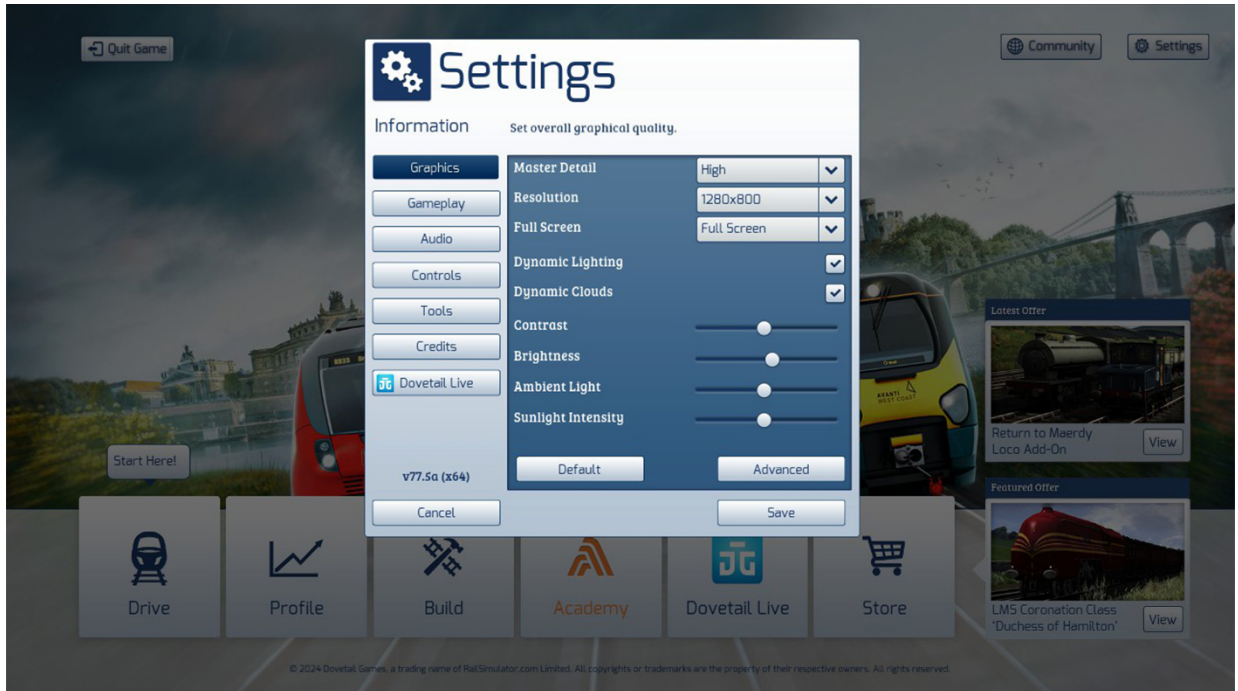 Quit Game
Community
Settings
Settings
Information
Set overall graphical quality.
Graphics
Gameplay
Audio
Controls
Tools
Credits
Dovetail Live
v77.5a (x64)
Master Detail
High
Resolution
1280x800
Full Screen
Full Screen
Dynamic Lighting
Dynamic Clouds
Contrast
Brightness
Ambient Light
Sunlight Intensity
Default
Advanced
Cancel
Save
AVANTI
WEST COAST
Latest Offer
Return to Maerdy
Loco Add-On
View
Featured Offer
LMS Coronation Class
'Duchess of Hamilton'
View
Start Here!
Drive
Profile
Build
Academy
Dovetail Live
Store
© 2024 Dovetail Games, a trading name of RailSimulator.com Limited. All copyrights or trademarks are the property of their respective owners. All rights reserved.